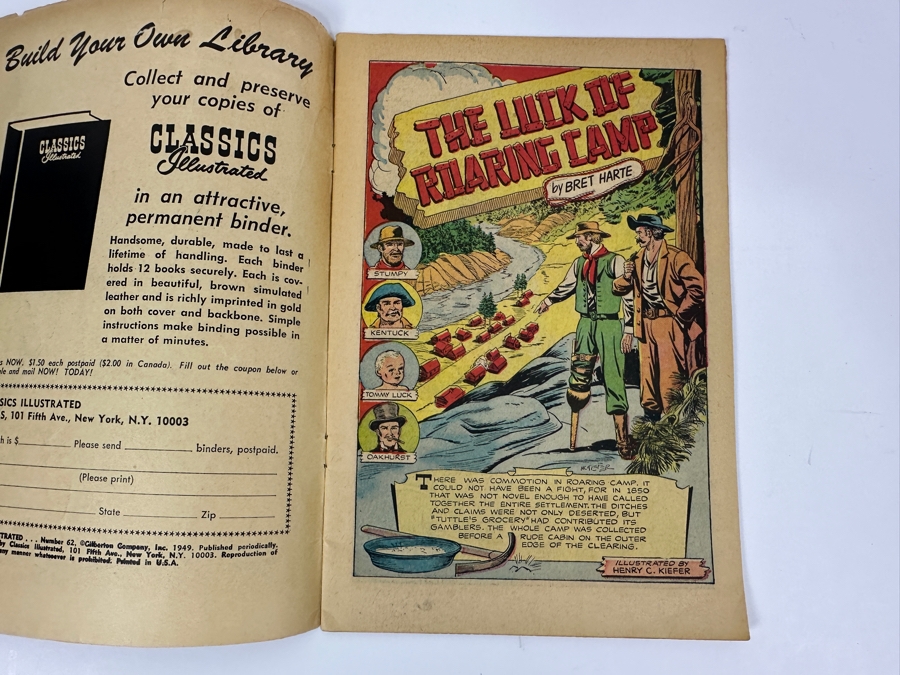 Build Your Own Library
Collect and preserve
your copies of
CLASSICS
Illustrated
CLASSICS
Illustrated
in an attractive,
permanent binder.
Handsome, durable, made to last a
lifetime of handling. Each binder
holds 12 books securely. Each is cov-
ered in beautiful, brown simulated
leather and is richly imprinted in gold
on both cover and backbone. Simple
instructions make binding possible in
a matter of minutes.
NOW, $1.50 each postpaid ($2.00 in Canada). Fill out the coupon below or
and mail NOW! TODAY!
ILLUSTRATED
101 Fifth Ave., New York, N.Y. 10003
is $ Please send binders, postpaid.
(Please print)
State Zip
Number 62, ©Gilberton Company, Inc. 1949. Published periodically,
by Classics Illustrated, 101 Fifth Ave., New York, N.Y. 10003. Reproduction of
manner whatsoever is prohibited. Printed in U.S.A.
THE LUCK OF
ROARING CAMP
by BRET HARTE
STUMPY
KENTUCK
TOMMY LUCK
OAKHURST
KIEFER
THERE WAS COMMOTION IN ROARING CAMP. IT
COULD NOT HAVE BEEN A FIGHT, FOR IN 1850
THAT WAS NOT NOVEL ENOUGH TO HAVE CALLED
TOGETHER THE ENTIRE SETTLEMENT. THE DITCHES
AND CLAIMS WERE NOT ONLY DESERTED, BUT
"TUTTLE'S GROCERY" HAD CONTRIBUTED ITS
GAMBLERS. THE WHOLE CAMP WAS COLLECTED
BEFORE A RUDE CABIN ON THE OUTER
EDGE OF THE CLEARING.
ILLUSTRATED BY
HENRY C. KIEFER